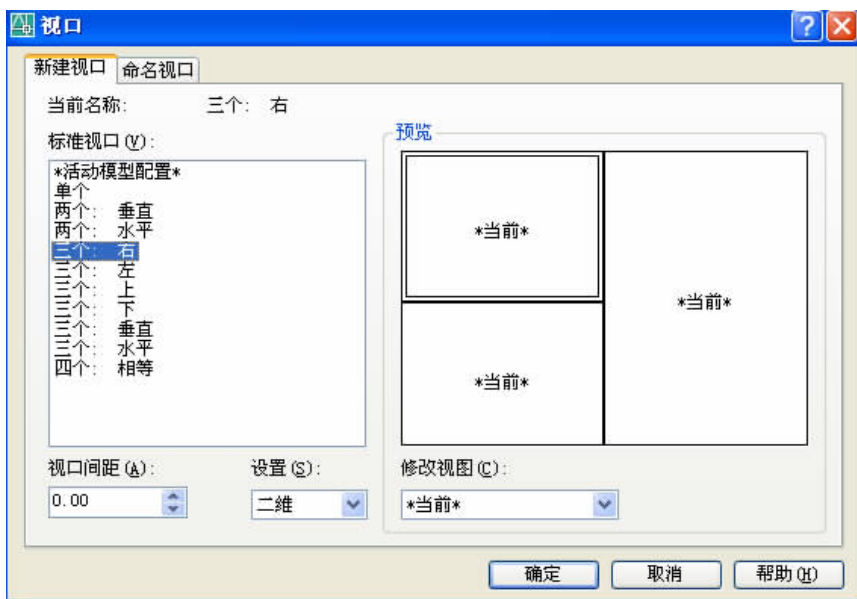 视口
新建视口 命名视口
当前名称: 三个: 右
标准视口(V):
*活动模型配置*
单个
两个: 垂直
两个: 水平
三个: 右
三个: 左
三个: 上
三个: 下
三个: 垂直
三个: 水平
四个: 相等
预览
*当前*
*当前*
*当前*
视口间距(A): 设置(S): 修改视图(C):
0.00 二维 *当前*
确定 取消 帮助(H)